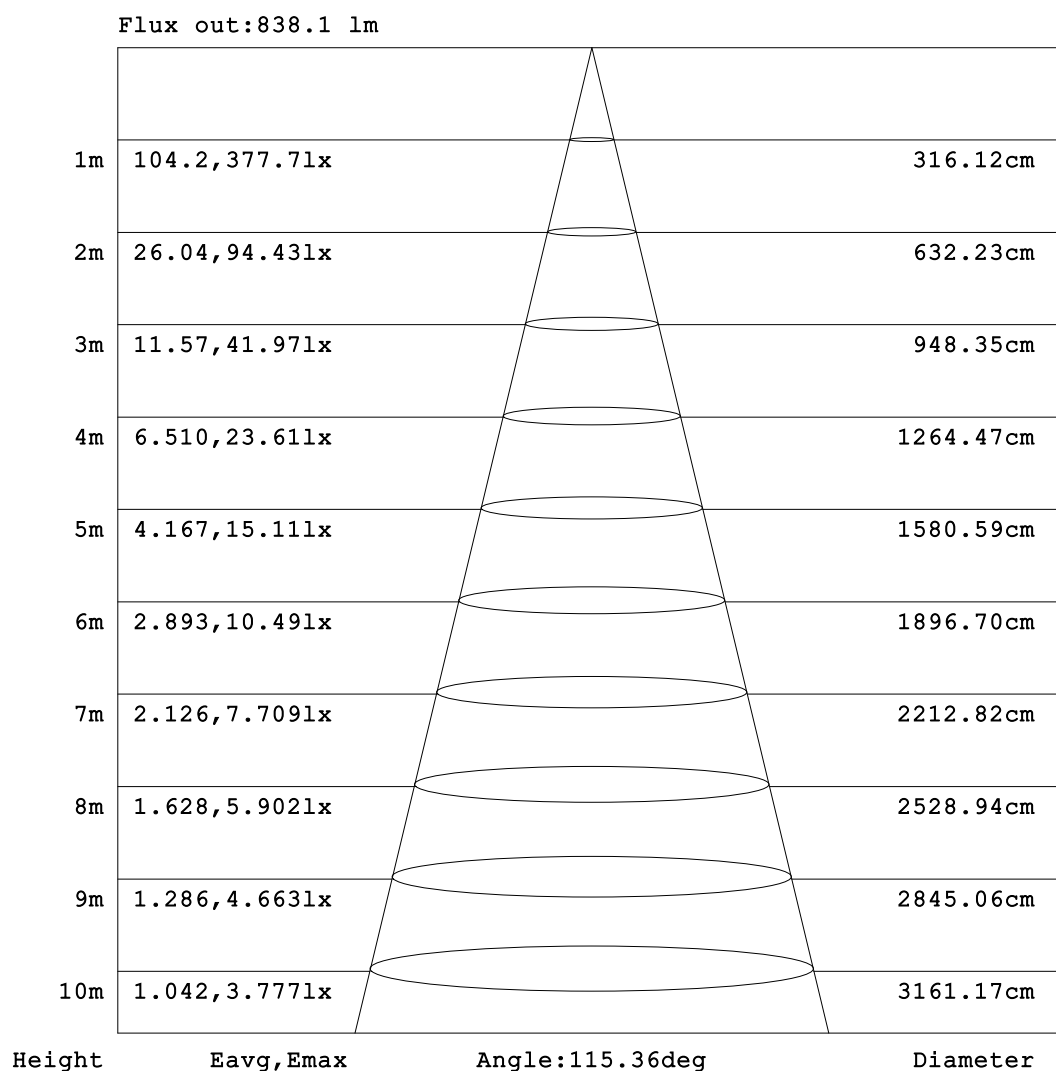 Flux out:838.1 lm
1m 104.2,377.7lx 316.12cm
2m 26.04,94.43lx 632.23cm
3m 11.57,41.97lx 948.35cm
4m 6.510,23.61lx 1264.47cm
5m 4.167,15.11lx 1580.59cm
6m 2.893,10.49lx 1896.70cm
7m 2.126,7.709lx 2212.82cm
8m 1.628,5.902lx 2528.94cm
9m 1.286,4.663lx 2845.06cm
10m 1.042,3.777lx 3161.17cm
Height Eavg,Emax Angle:115.36deg Diameter